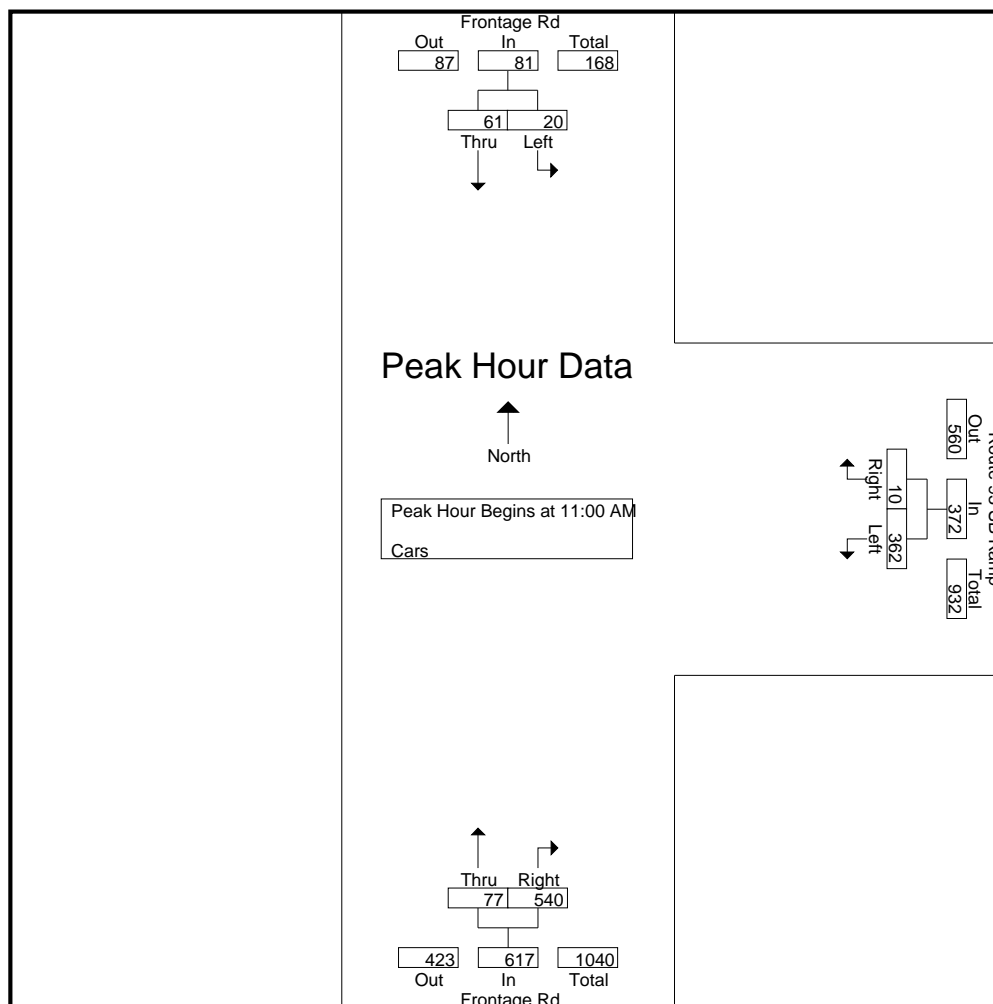 Frontage Rd
Out In Total
87 81 168
61 20
Thru Left
Peak Hour Data
North
Peak Hour Begins at 11:00 AM
Cars
Right Left
10 362
Out In Total
560 372 932
Ramp
Thru Right
77 540
423 617 1040
Out In Total
Frontage Rd